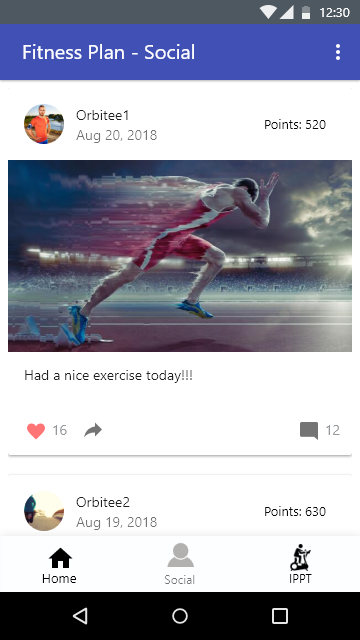 12:30
Fitness Plan - Social
Orbitee1
Aug 20, 2018
Points: 520
Had a nice exercise today!!!
16
12
Orbitee2
Aug 19, 2018
Points: 630
Home
Social
IPPT